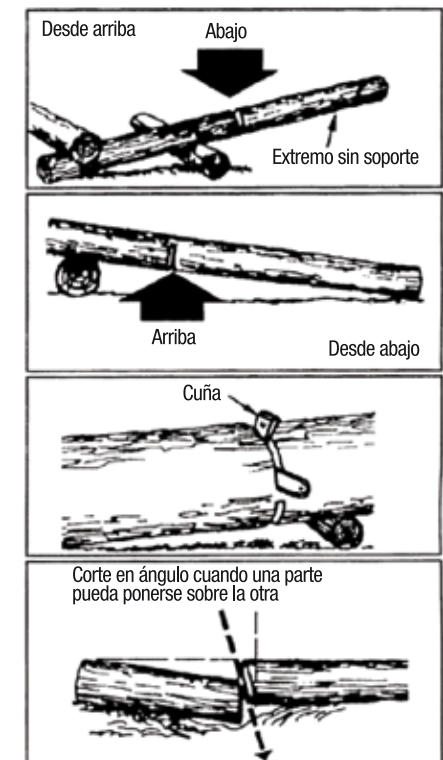 Desde arriba
Abajo
Extremo sin soporte
Arriba
Desde abajo
Cuña
Corte en ángulo cuando una parte
pueda ponerse sobre la otra